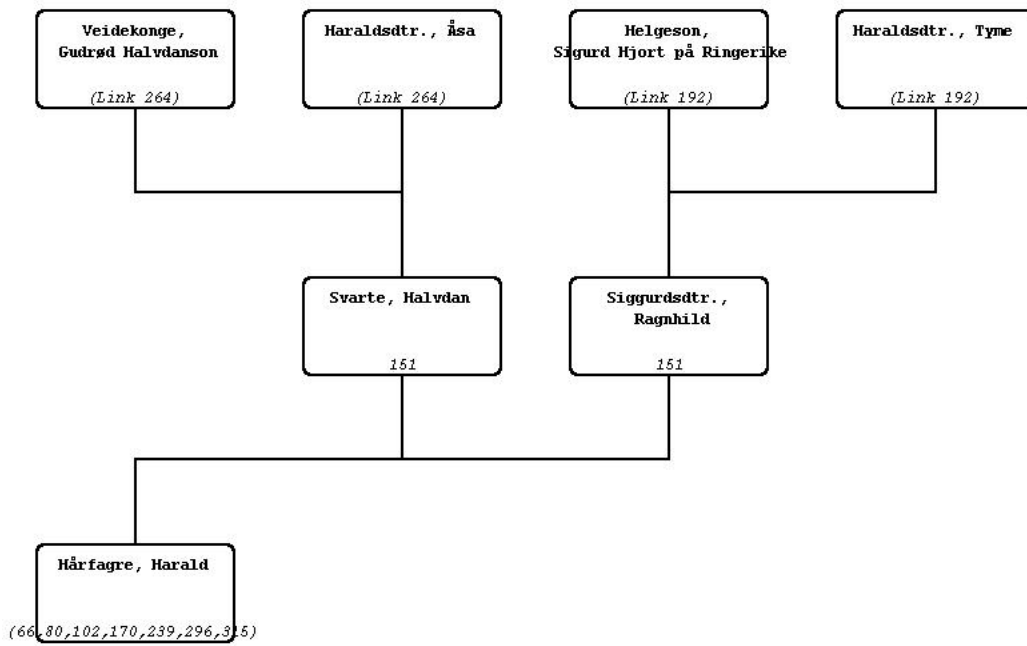 Veidekonge,
Gudrød Halvdanson
(Link 264)
Haraldsdtr., Åsa
(Link 264)
Helgeson,
Sigurd Hjort på Ringerike
(Link 192)
Haraldsdtr., Tyme
(Link 192)
Svarte, Halvdan
151
Siggurdsdtr.,
Ragnhild
151
Hårfagre, Harald
(66,80,102,170,239,296,315)